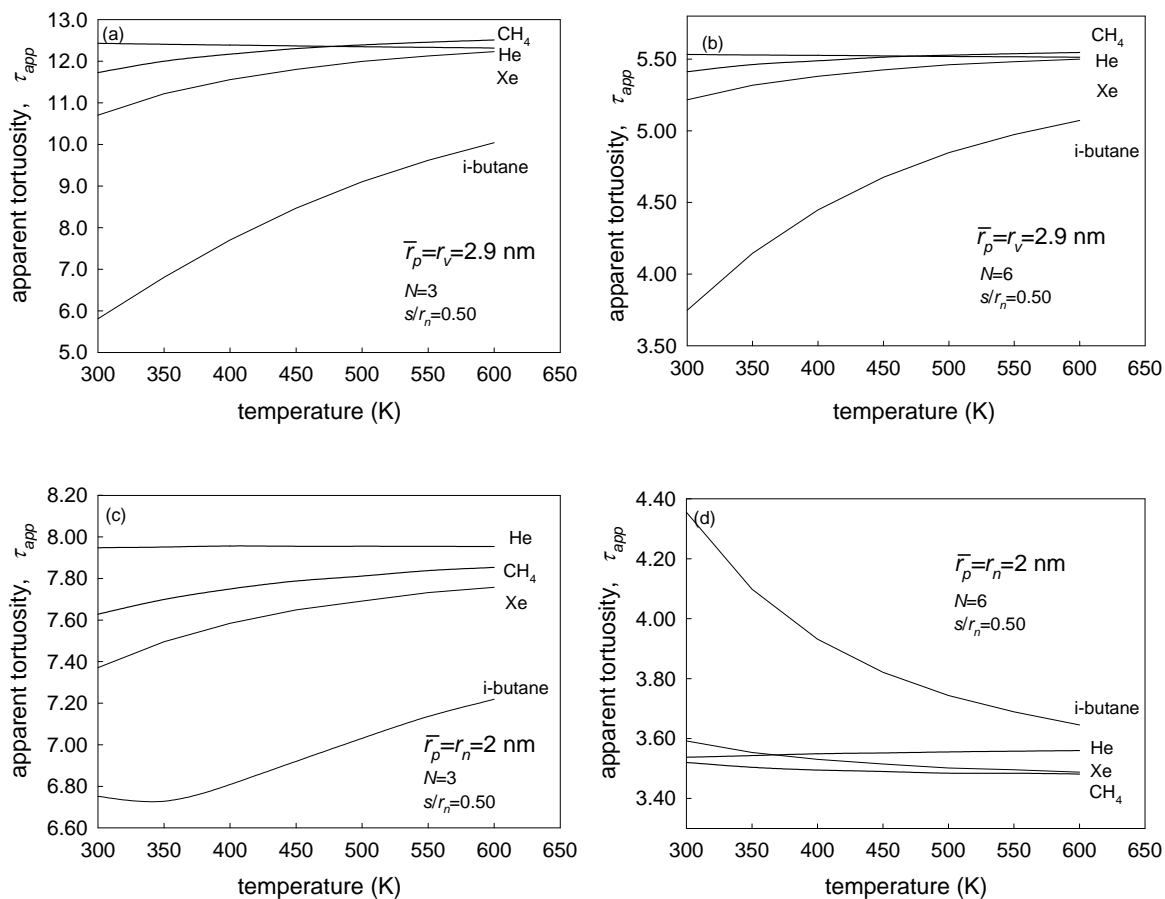 (a)
apparent tortuosity, τapp
13.0
12.0
11.0
10.0
9.0
8.0
7.0
6.0
5.0
CH4
He
Xe
i-butane
r̅p=rv=2.9 nm
N=3
s/rn=0.50
300 350 400 450 500 550 600 650
temperature (K)
(b)
apparent tortuosity, τapp
5.50
5.00
4.50
4.00
3.50
CH4
He
Xe
i-butane
r̅p=rv=2.9 nm
N=6
s/rn=0.50
300 350 400 450 500 550 600 650
temperature (K)
(c)
apparent tortuosity, τapp
8.20
8.00
7.80
7.60
7.40
7.20
7.00
6.80
6.60
He
CH4
Xe
i-butane
r̅p=rn=2 nm
N=3
s/rn=0.50
300 350 400 450 500 550 600 650
temperature (K)
(d)
apparent tortuosity, τapp
4.40
4.20
4.00
3.80
3.60
3.40
r̅p=rn=2 nm
N=6
s/rn=0.50
i-butane
He
Xe
CH4
300 350 400 450 500 550 600 650
temperature (K)